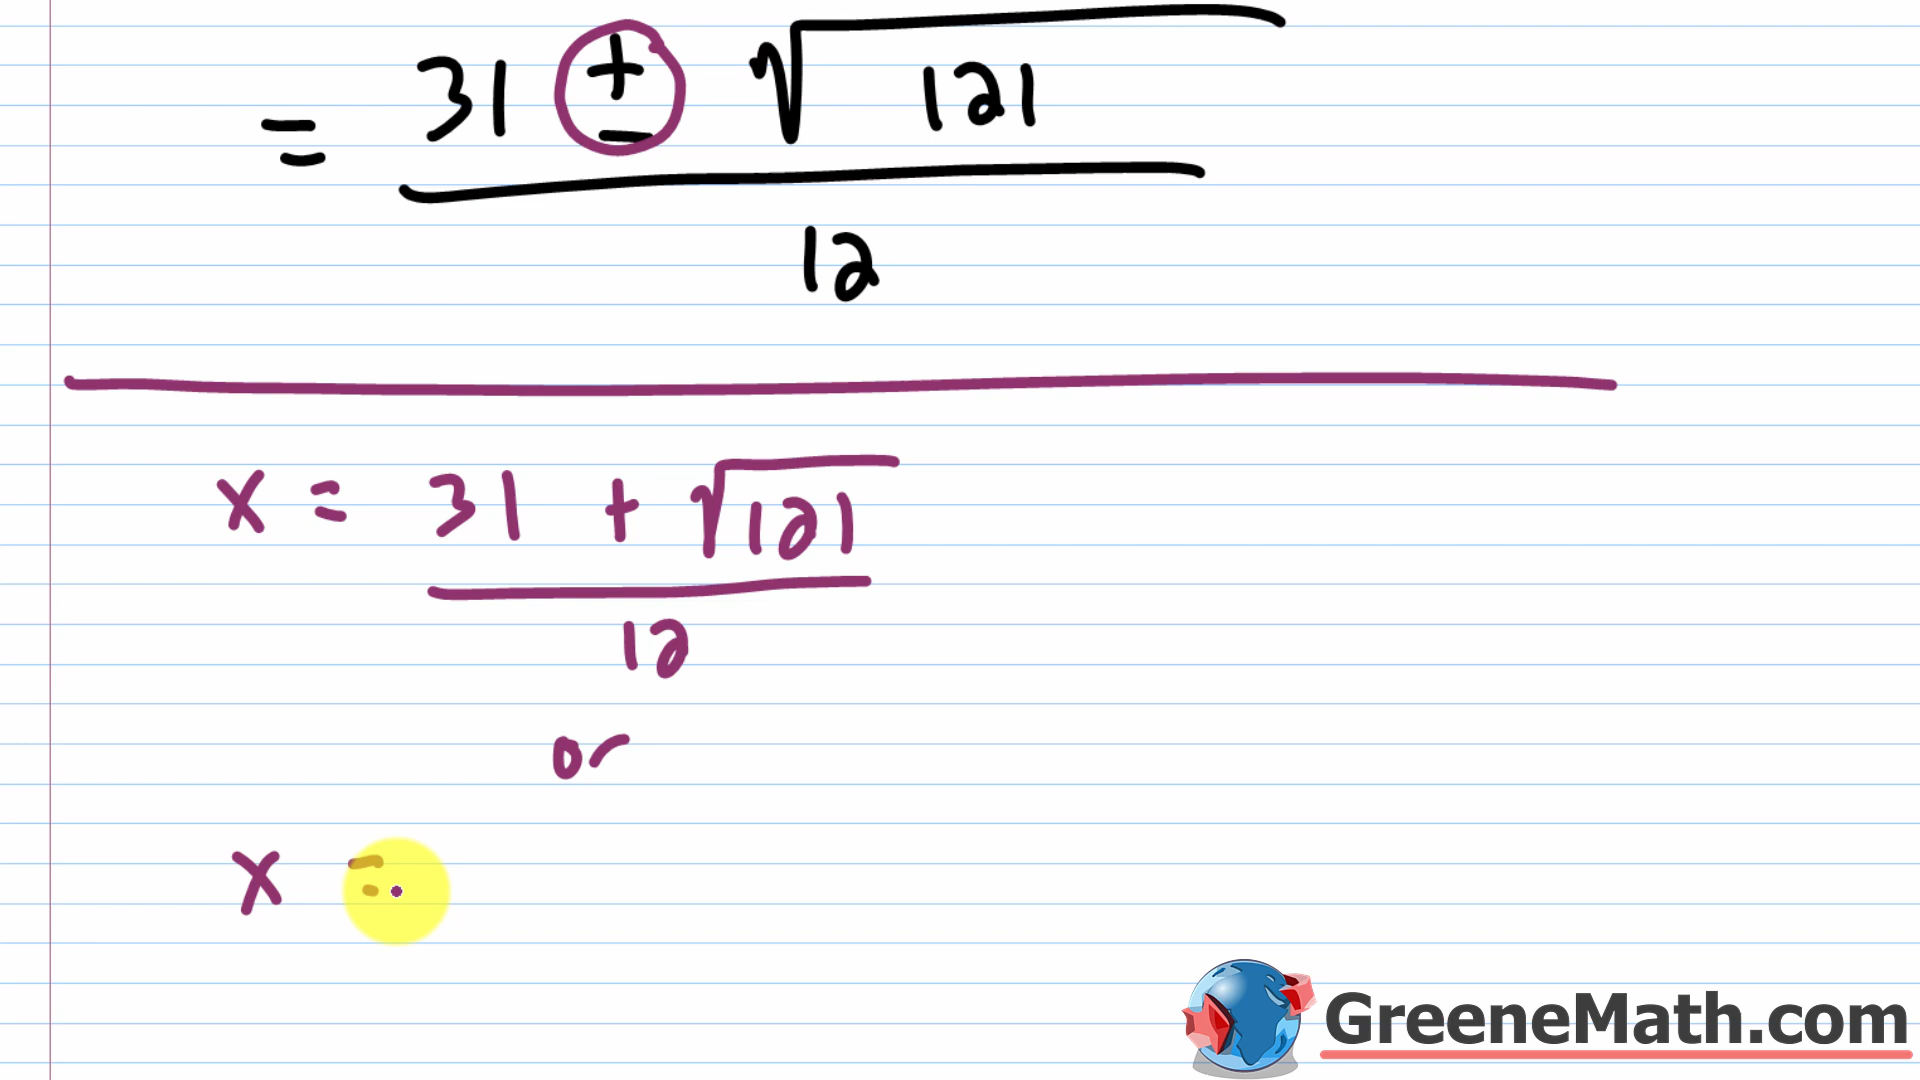 = 31 ± √121
12
x = 31 + √121
12
or
x =
GreeneMath.com